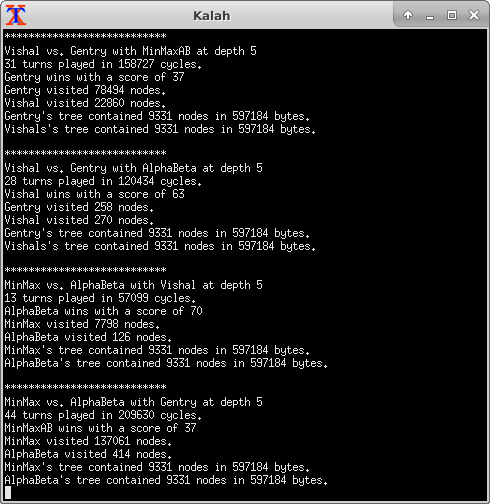 Kalah
***************************
Vishal vs. Gentry with MinMaxAB at depth 5
31 turns played in 158727 cycles.
Gentry wins with a score of 37
Gentry visited 78494 nodes.
Vishal visited 22860 nodes.
Gentry's tree contained 9331 nodes in 597184 bytes.
Vishals's tree contained 9331 nodes in 597184 bytes.
***************************
Vishal vs. Gentry with AlphaBeta at depth 5
28 turns played in 120434 cycles.
Vishal wins with a score of 63
Gentry visited 258 nodes.
Vishal visited 270 nodes.
Gentry's tree contained 9331 nodes in 597184 bytes.
Vishals's tree contained 9331 nodes in 597184 bytes.
***************************
MinMax vs. AlphaBeta with Vishal at depth 5
13 turns played in 57099 cycles.
AlphaBeta wins with a score of 70
MinMax visited 7798 nodes.
AlphaBeta visited 126 nodes.
MinMax's tree contained 9331 nodes in 597184 bytes.
AlphaBeta's tree contained 9331 nodes in 597184 bytes.
***************************
MinMax vs. AlphaBeta with Gentry at depth 5
44 turns played in 209630 cycles.
MinMaxAB wins with a score of 37
MinMax visited 137061 nodes.
AlphaBeta visited 414 nodes.
MinMax's tree contained 9331 nodes in 597184 bytes.
AlphaBeta's tree contained 9331 nodes in 597184 bytes.